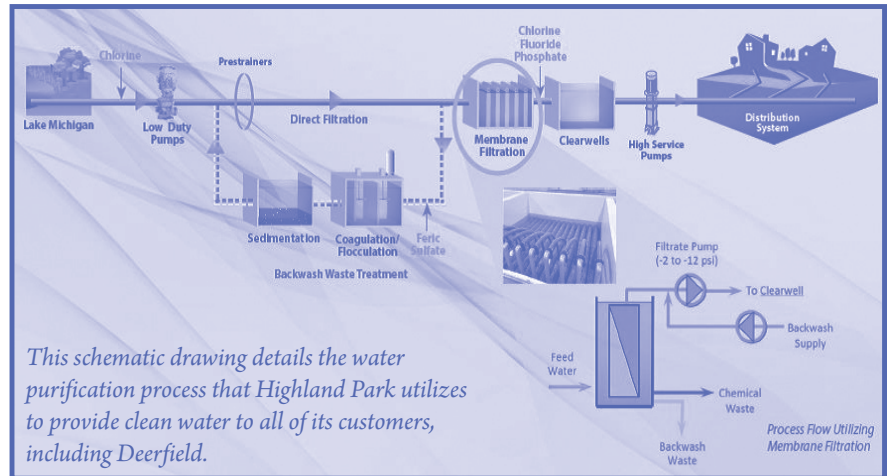 Chlorine
Prestrainers
Chlorine
Fluoride
Phosphate
Lake Michigan
Low Duty
Pumps
Direct Filtration
Membrane
Filtration
Clearwells
High Service
Pumps
Distribution
System
Sedimentation
Coagulation/
Flocculation
Feric
Sulfate
Backwash Waste Treatment
Filtrate Pump
(-2 to -12 psi)
To Clearwell
Backwash
Supply
Feed
Water
Chemical
Waste
Backwash
Waste
Process Flow Utilizing
Membrane Filtration
This schematic drawing details the water
purification process that Highland Park utilizes
to provide clean water to all of its customers,
including Deerfield.